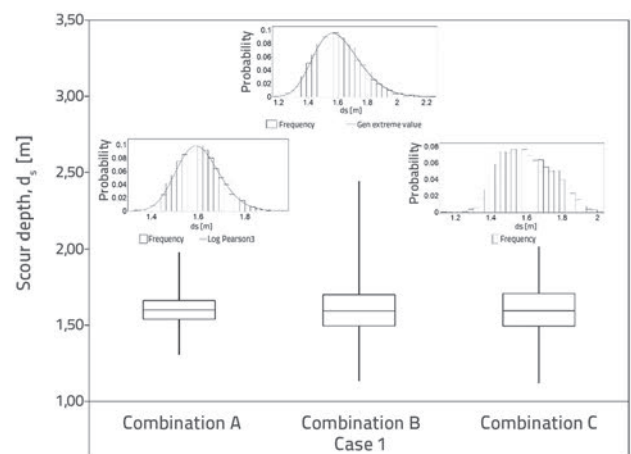 3,50
3,00
2,50
2,00
1,50
1,00
Scour depth, ds [m]
Probability
0.1
0.08
0.06
0.04
0.02
0
1.2 1.4 1.6 1.8 2 2.2
ds [m]
Frequency Gen extreme value
Probability
0.1
0.08
0.06
0.04
0.02
0
1.4 1.6 1.8
ds [m]
Frequency Log Pearson3
Probability
0.08
0.06
0.04
0.02
0
1.2 1.4 1.6 1.8 2
ds [m]
Frequency
Combination A Combination B Combination C
Case 1